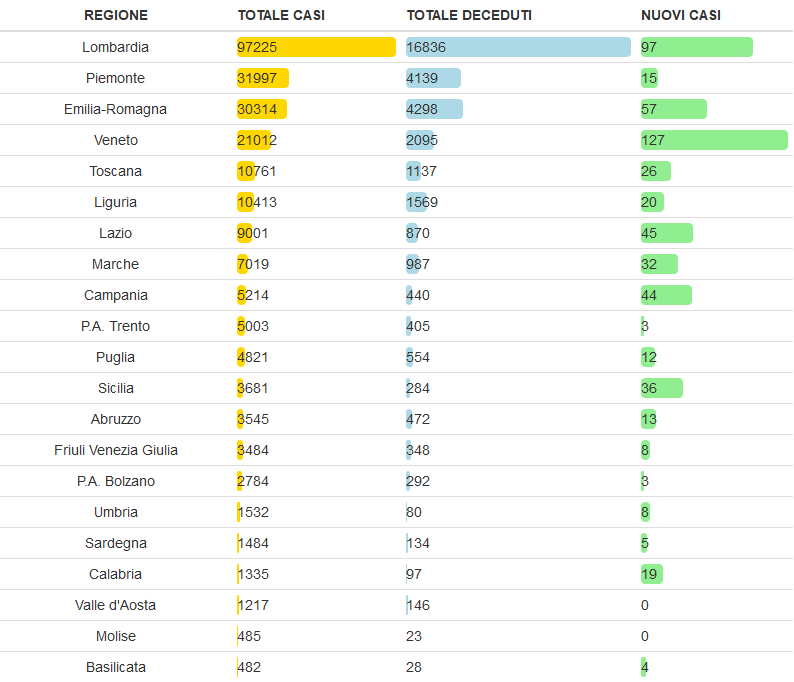 REGIONE TOTALE CASI TOTALE DECEDUTI NUOVI CASI
Lombardia 97225 16836 97
Piemonte 31997 4139 15
Emilia-Romagna 30314 4298 57
Veneto 21012 2095 127
Toscana 10761 1137 26
Liguria 10413 1569 20
Lazio 9001 870 45
Marche 7019 987 32
Campania 5214 440 44
P.A. Trento 5003 405 3
Puglia 4821 554 12
Sicilia 3681 284 36
Abruzzo 3545 472 13
Friuli Venezia Giulia 3484 348 8
P.A. Bolzano 2784 292 3
Umbria 1532 80 8
Sardegna 1484 134 5
Calabria 1335 97 19
Valle d'Aosta 1217 146 0
Molise 485 23 0
Basilicata 482 28 4